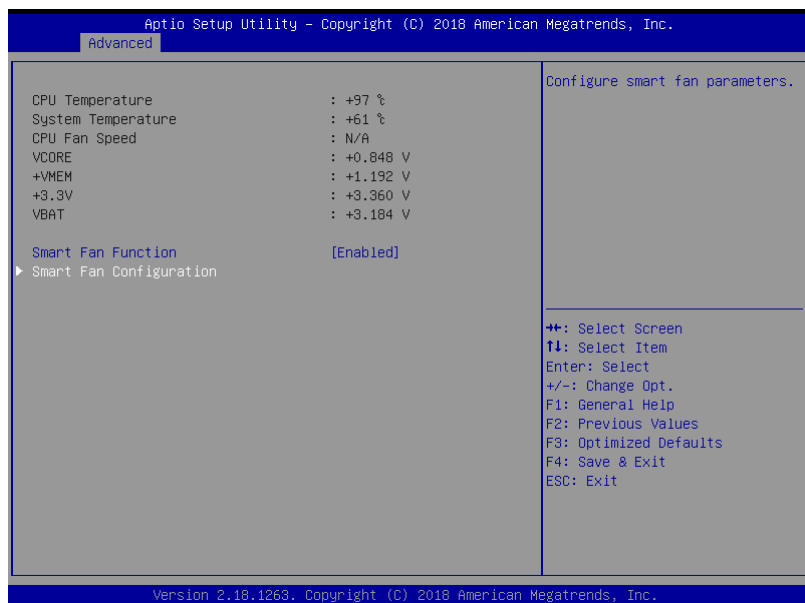 Aptio Setup Utility – Copyright (C) 2018 American Megatrends, Inc.
Advanced
CPU Temperature : +97 ℃
System Temperature : +61 ℃
CPU Fan Speed : N/A
VCORE : +0.848 V
+VMEM : +1.192 V
+3.3V : +3.360 V
VBAT : +3.184 V
Smart Fan Function [Enabled]
Smart Fan Configuration
Configure smart fan parameters.
→←: Select Screen
↑↓: Select Item
Enter: Select
+/-: Change Opt.
F1: General Help
F2: Previous Values
F3: Optimized Defaults
F4: Save & Exit
ESC: Exit
Version 2.18.1263. Copyright (C) 2018 American Megatrends, Inc.